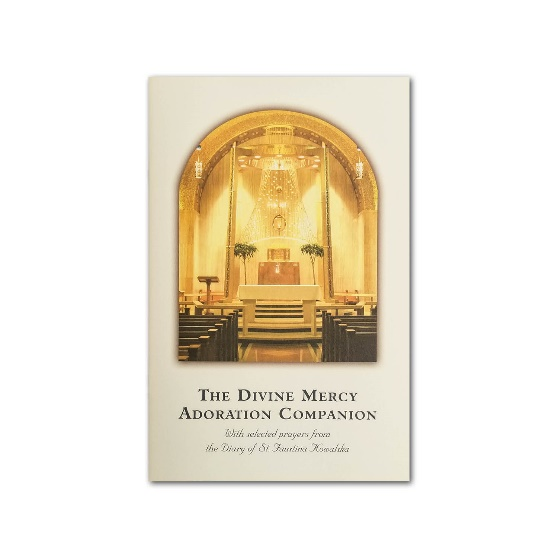 The Divine Mercy
Adoration Companion
With selected prayers from
the Diary of St Faustina Kowalska